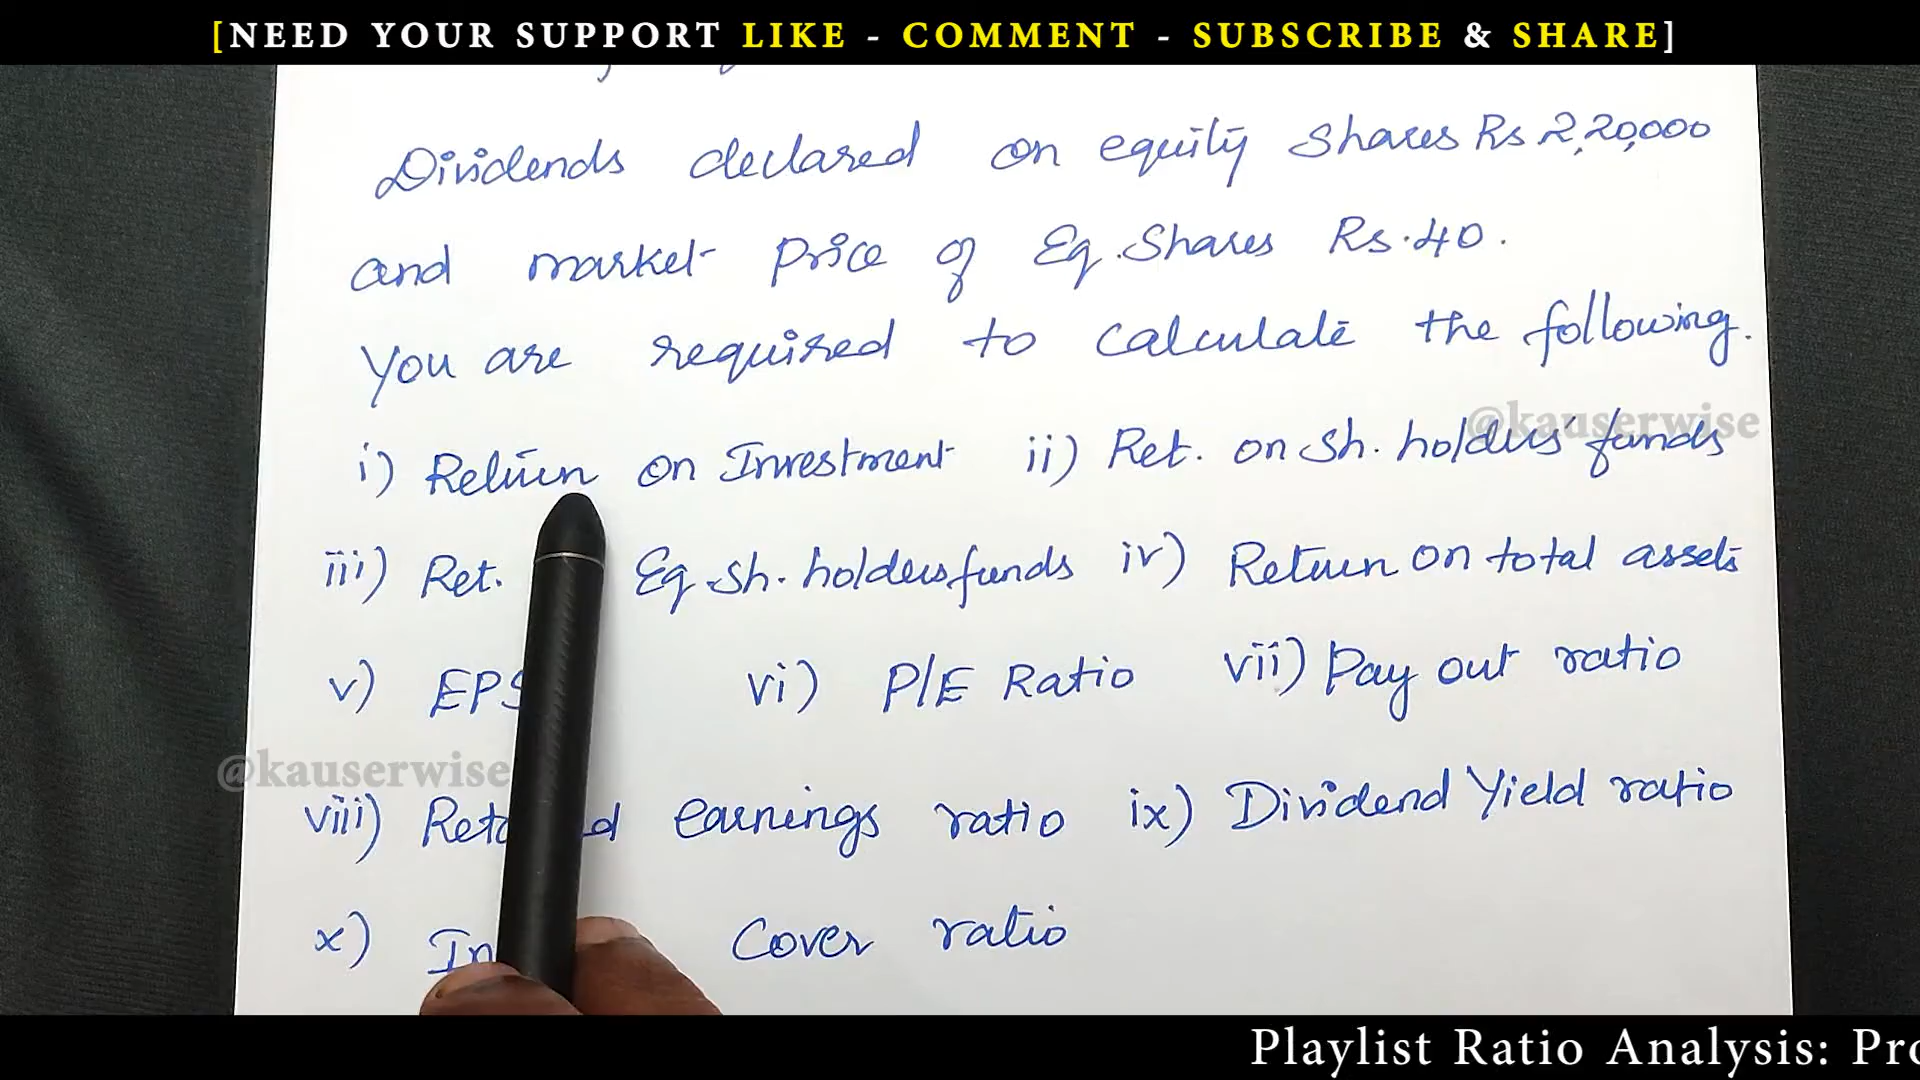 [NEED YOUR SUPPORT LIKE - COMMENT - SUBSCRIBE & SHARE]
Dividends declared on equity Shares Rs 2,20,000
and market Price of Eq. Shares Rs. 40.
You are required to calculate the following.
@kauserwise
i) Return on Investment ii) Ret. on Sh. holders' funds
iii) Ret. Eq. Sh. holders funds iv) Return on total assets
v) EPS vi) P/E Ratio vii) Pay out ratio
@kauserwise
viii) earnings ratio ix) Dividend Yield ratio
x) Cover ratio
Playlist Ratio Analysis: